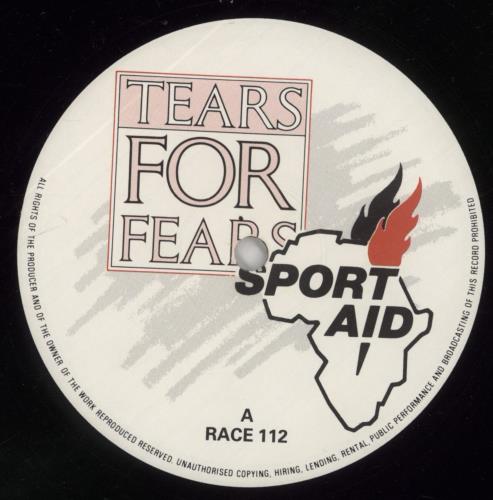 TEARS
FOR
FEARS
SPORT
AID
A
RACE 112
ALL RIGHTS OF THE PRODUCER AND OF THE OWNER OF THE WORK REPRODUCED RESERVED. UNAUTHORISED COPYING, HIRING, LENDING, RENTAL, PUBLIC PERFORMANCE AND BROADCASTING OF THIS RECORD PROHIBITED